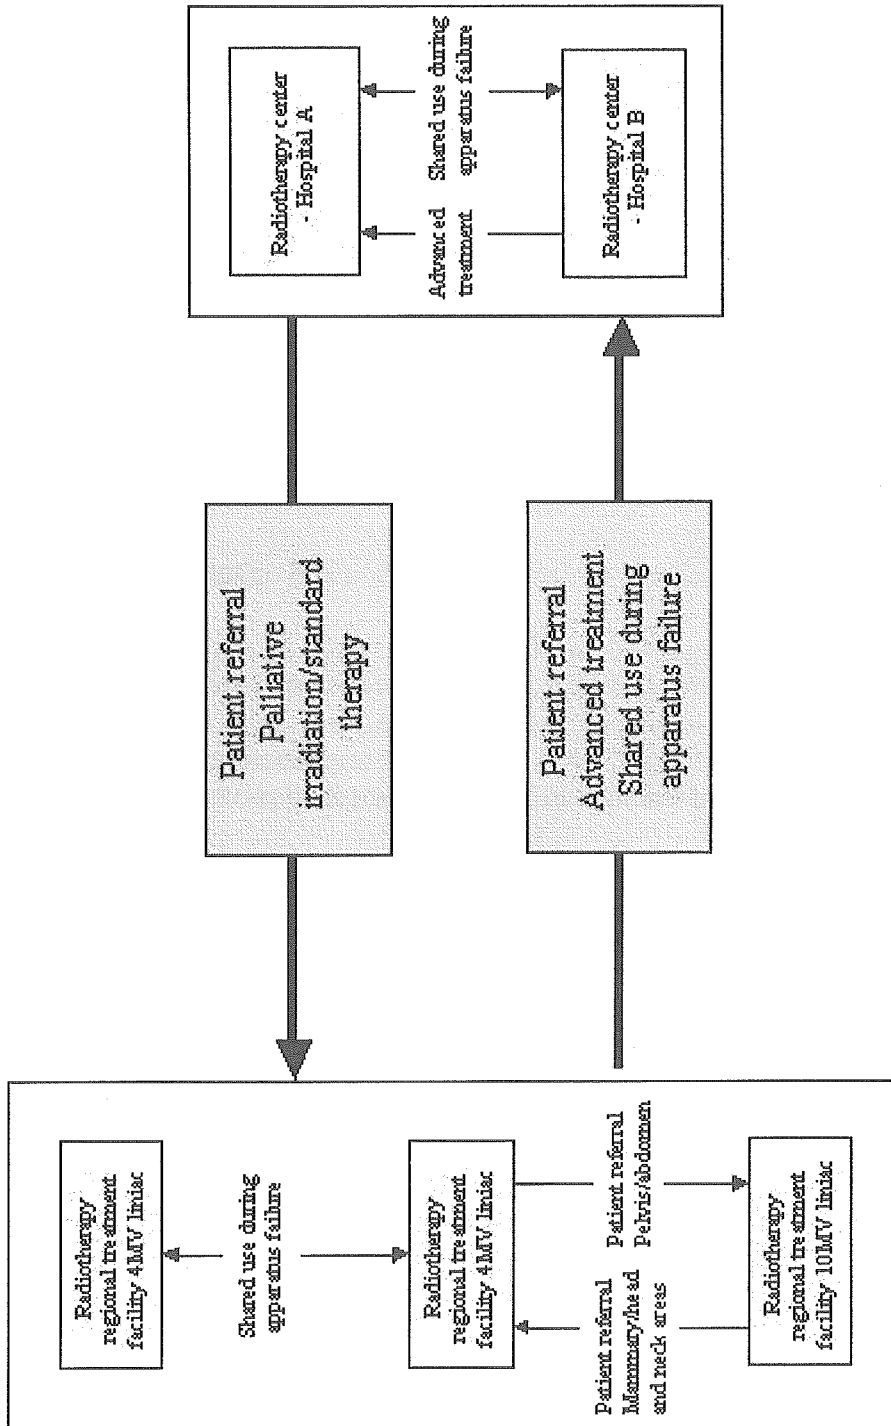 Radiotherapy
regional treatment
facility 4MV liniac
Shared use during
apparatus failure
Radiotherapy
regional treatment
facility 4MV liniac
Patient referral
Mammary/head
and neck areas
Patient referral
Pelvis/abdomen
Radiotherapy
regional treatment
facility 10MV liniac
Patient referral
Palliative
irradiation/standard
therapy
Patient referral
Advanced treatment
Shared use during
apparatus failure
Radiotherapy center
- Hospital A
Advanced
treatment
Shared use during
apparatus failure
Radiotherapy center
- Hospital B